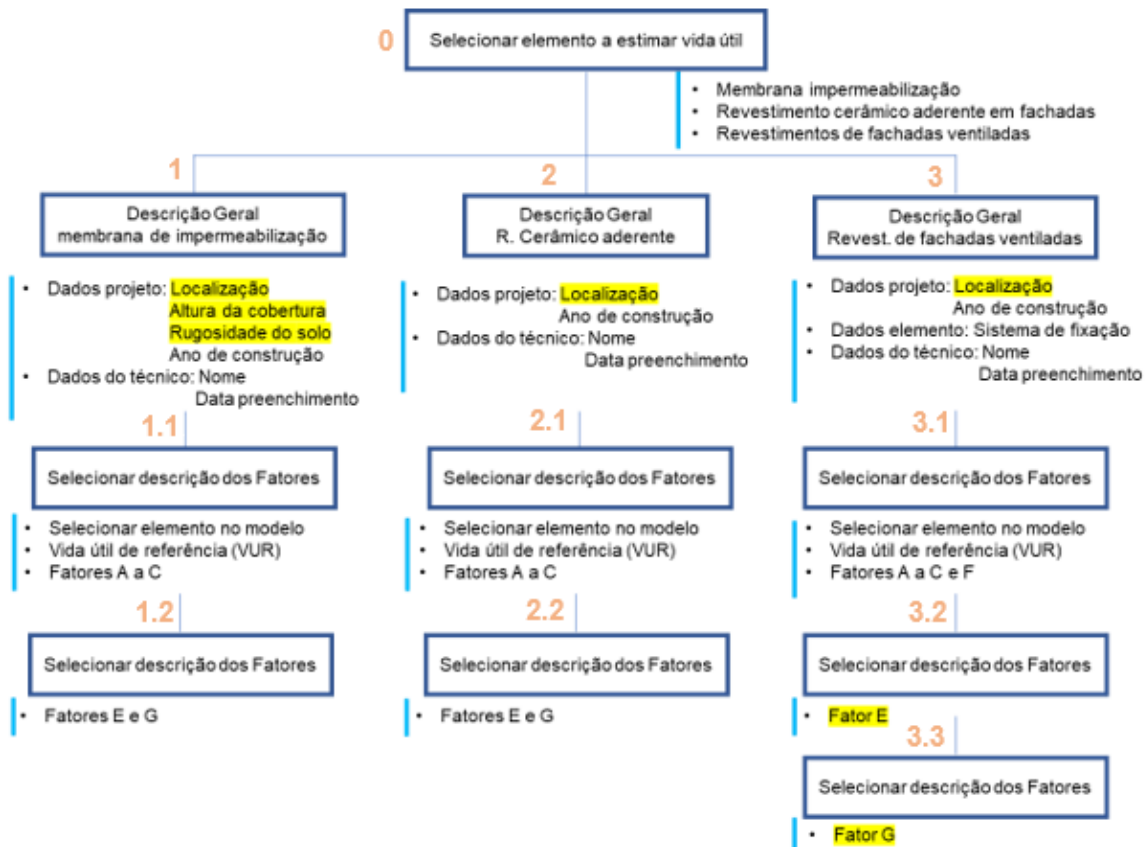 0
Selecionar elemento a estimar vida útil
• Membrana impermeabilização
• Revestimento cerâmico aderente em fachadas
• Revestimentos de fachadas ventiladas
1
Descrição Geral
membrana de impermeabilização
• Dados projeto: Localização
Altura da cobertura
Rugosidade do solo
Ano de construção
• Dados do técnico: Nome
Data preenchimento
1.1
Selecionar descrição dos Fatores
• Selecionar elemento no modelo
• Vida útil de referência (VUR)
• Fatores A a C
1.2
Selecionar descrição dos Fatores
• Fatores E e G
2
Descrição Geral
R. Cerâmico aderente
• Dados projeto: Localização
Ano de construção
• Dados do técnico: Nome
Data preenchimento
2.1
Selecionar descrição dos Fatores
• Selecionar elemento no modelo
• Vida útil de referência (VUR)
• Fatores A a C
2.2
Selecionar descrição dos Fatores
• Fatores E e G
3
Descrição Geral
Revest. de fachadas ventiladas
• Dados projeto: Localização
Ano de construção
• Dados elemento: Sistema de fixação
• Dados do técnico: Nome
Data preenchimento
3.1
Selecionar descrição dos Fatores
• Selecionar elemento no modelo
• Vida útil de referência (VUR)
• Fatores A a C e F
3.2
Selecionar descrição dos Fatores
• Fator E
3.3
Selecionar descrição dos Fatores
• Fator G